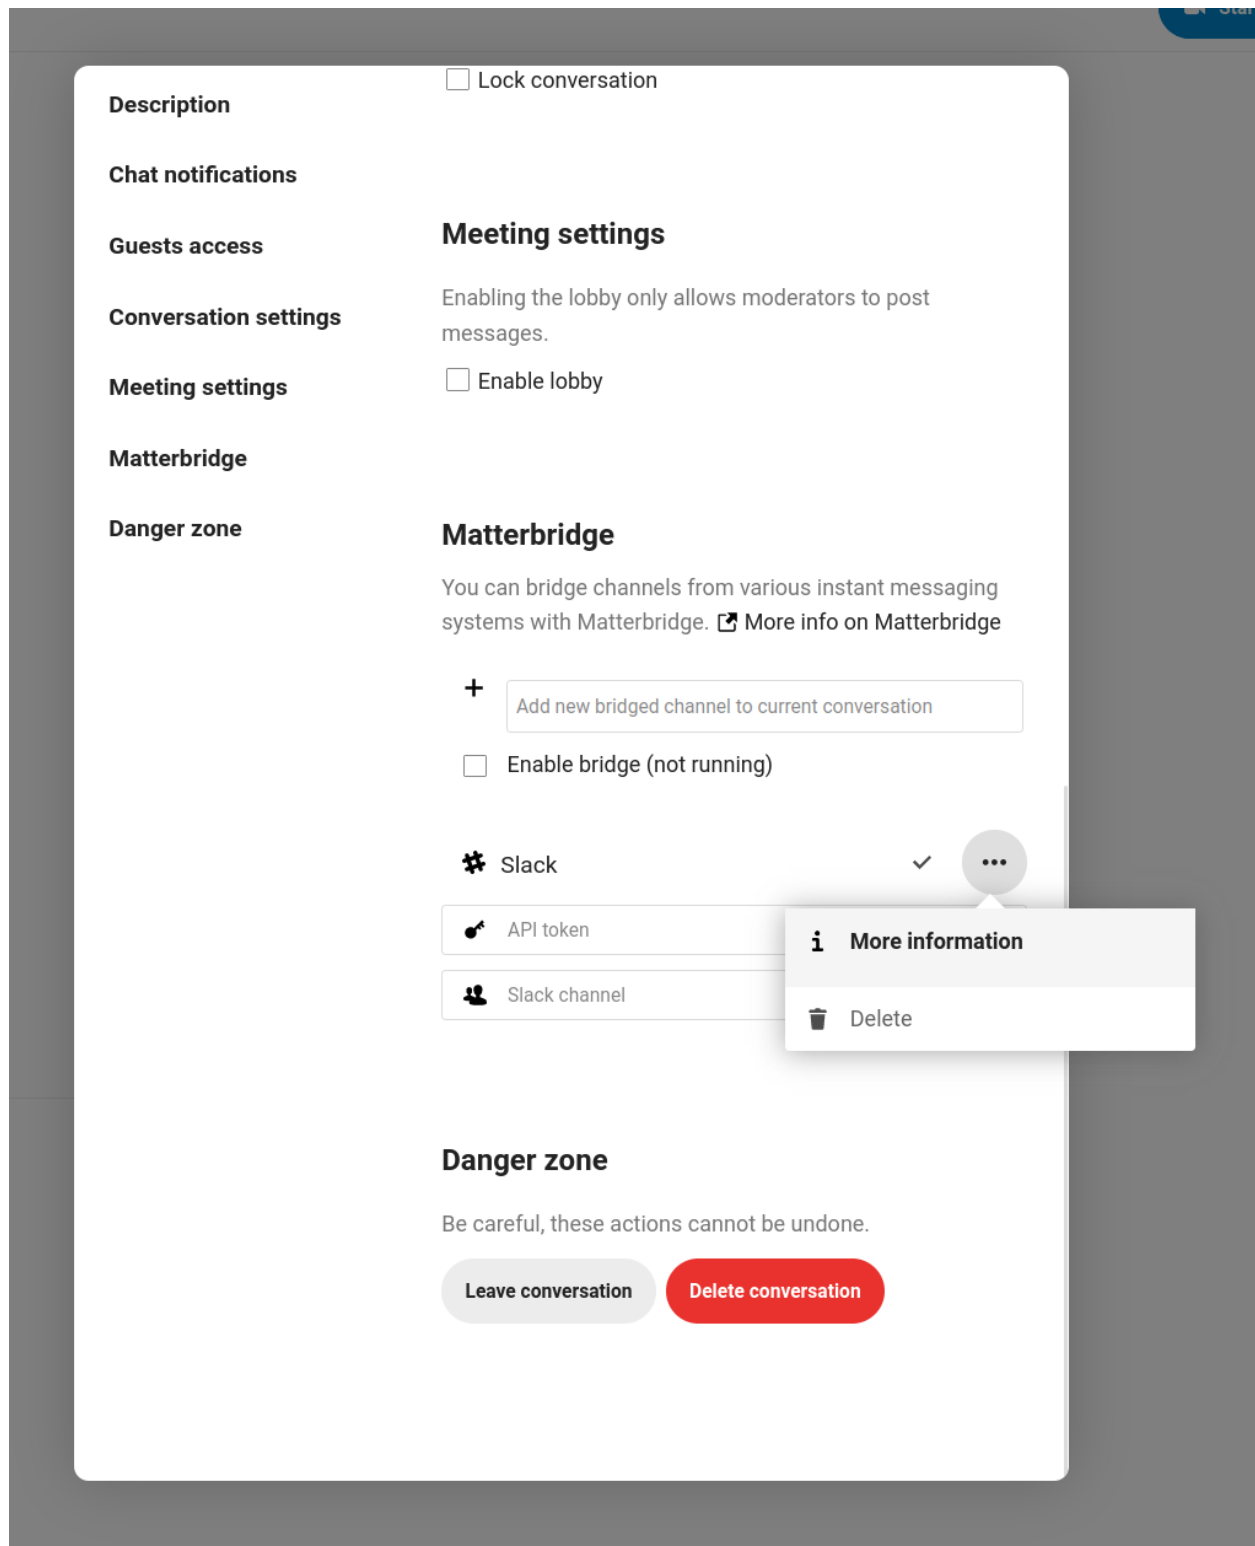 Description
Chat notifications
Guests access
Conversation settings
Meeting settings
Matterbridge
Danger zone
Lock conversation
Meeting settings
Enabling the lobby only allows moderators to post
messages.
Enable lobby
Matterbridge
You can bridge channels from various instant messaging
systems with Matterbridge. More info on Matterbridge
Add new bridged channel to current conversation
Enable bridge (not running)
Slack
API token
Slack channel
More information
Delete
Danger zone
Be careful, these actions cannot be undone.
Leave conversation
Delete conversation